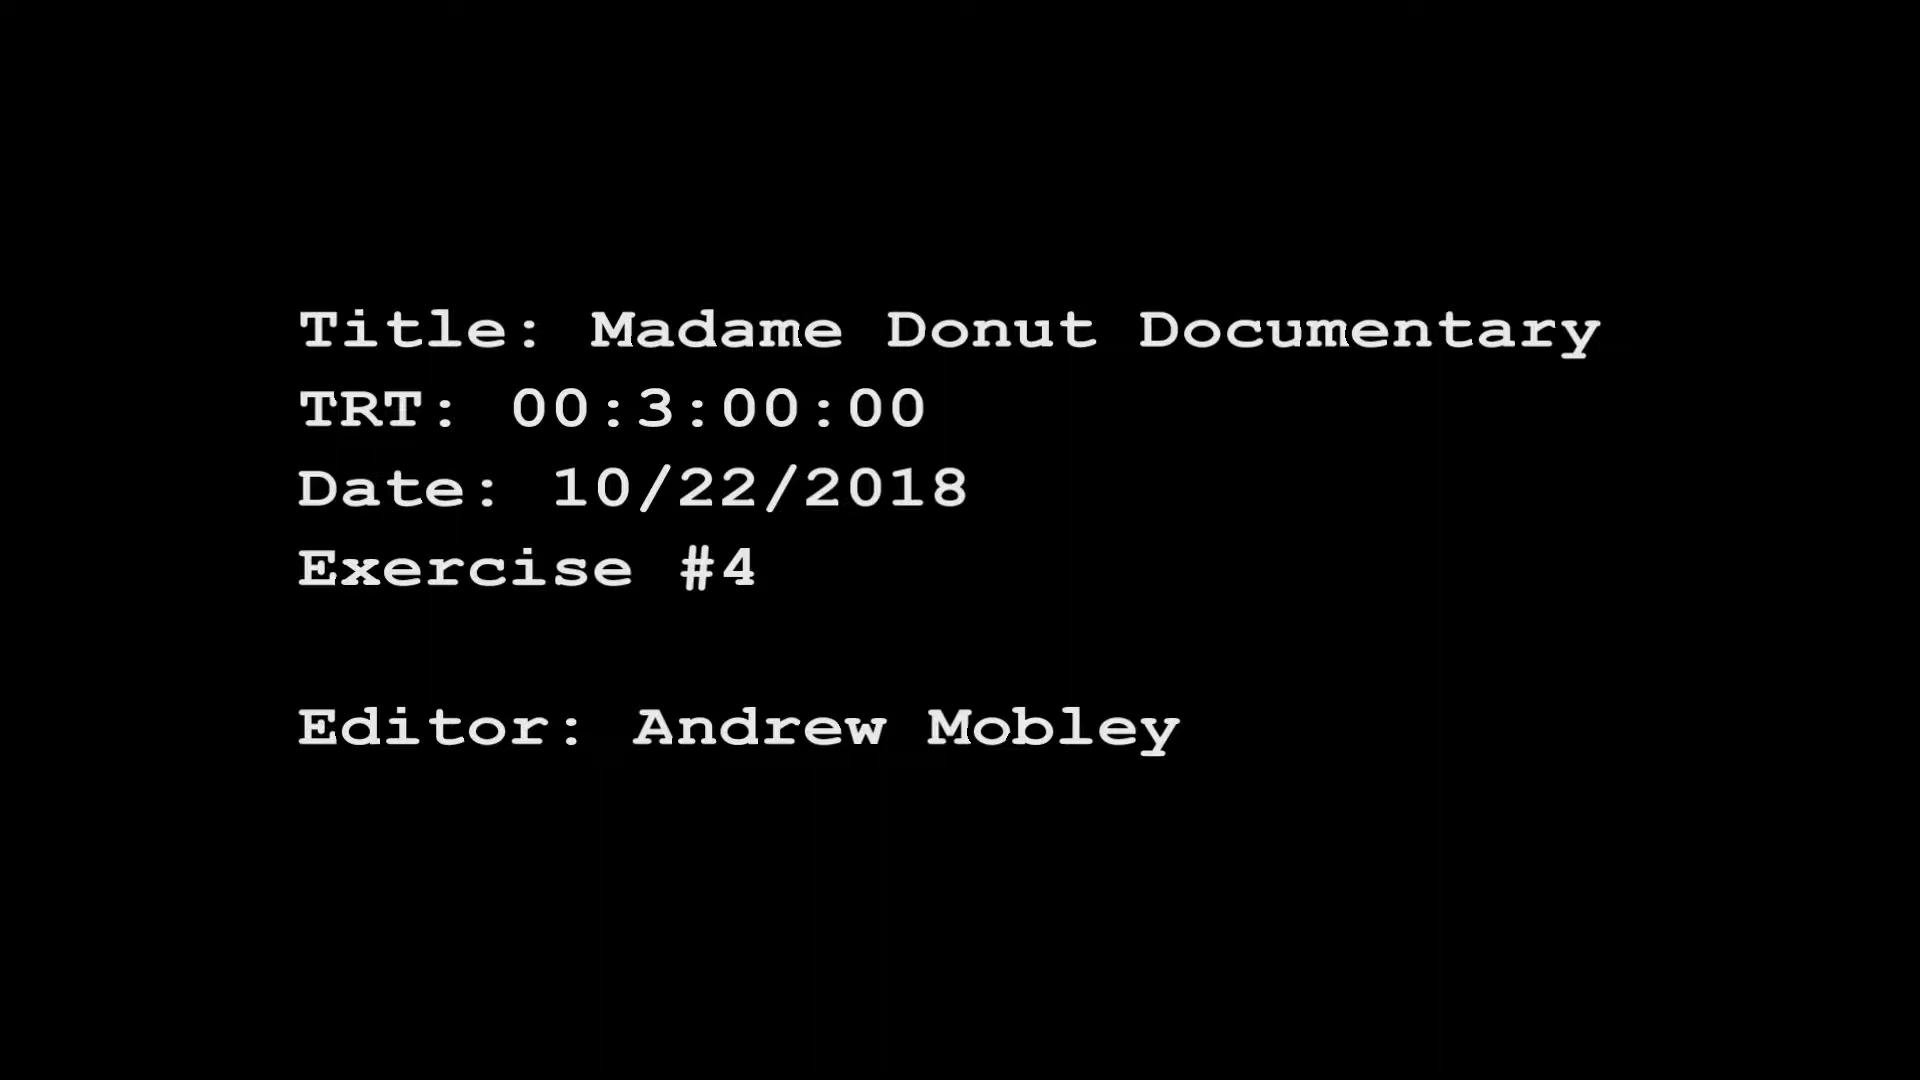 Title: Madame Donut Documentary
TRT: 00:3:00:00
Date: 10/22/2018
Exercise #4
Editor: Andrew Mobley